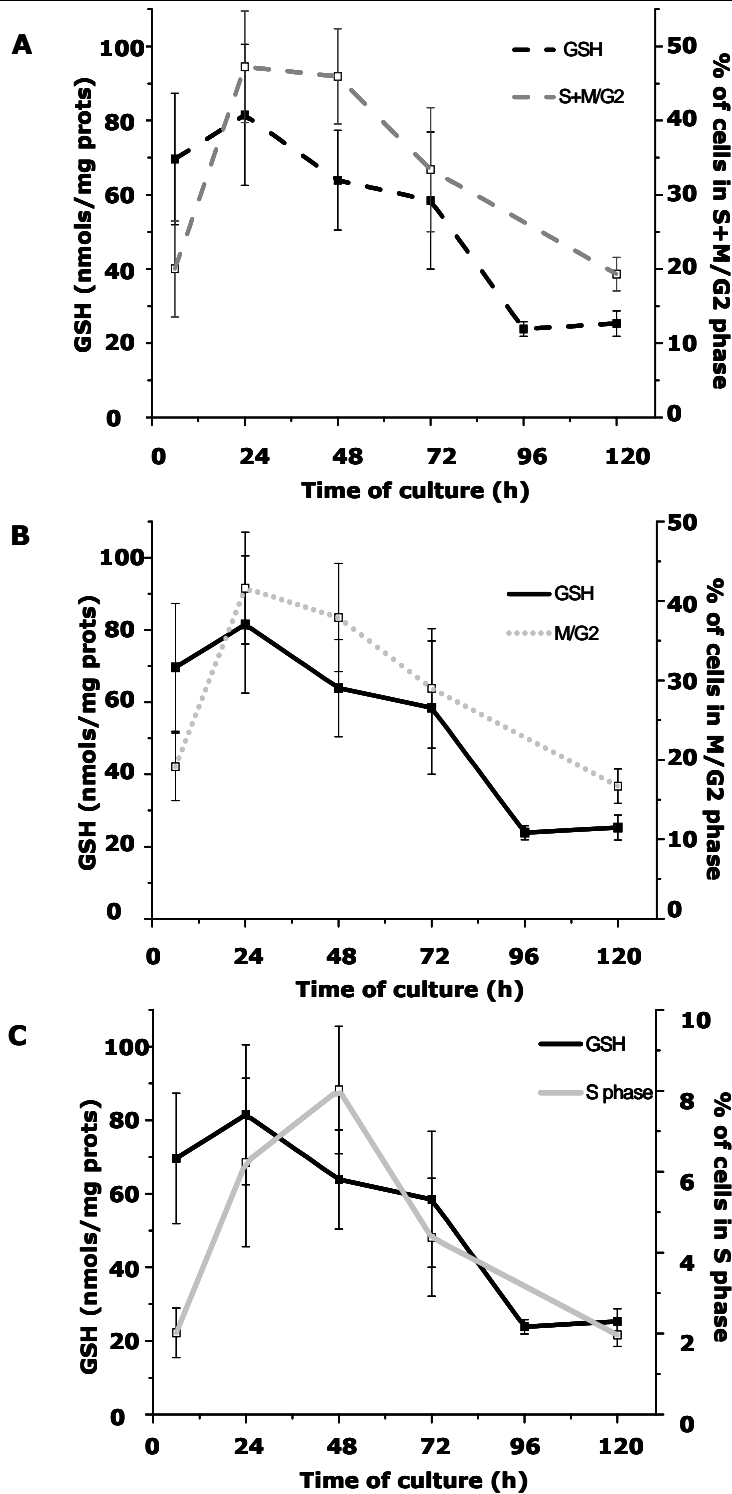 A
GSH
S+M/G2
GSH (nmols/mg prots)
100
80
60
40
20
0
% of cells in S+M/G2 phase
50
40
30
20
10
0
0 24 48 72 96 120
Time of culture (h)
B
GSH
M/G2
GSH (nmols/mg prots)
100
80
60
40
20
0
% of cells in M/G2 phase
50
40
30
20
10
0
0 24 48 72 96 120
Time of culture (h)
C
GSH
S phase
GSH (nmols/mg prots)
100
80
60
40
20
0
% of cells in S phase
10
8
6
4
2
0
0 24 48 72 96 120
Time of culture (h)